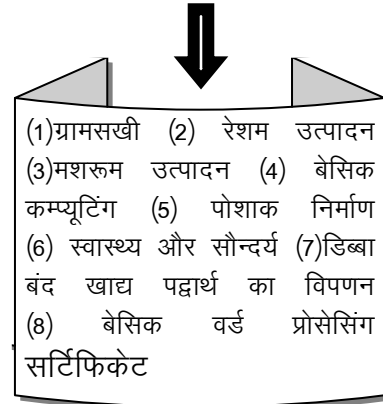 (1)ग्रामसखी (2) रेशम उत्पादन
(3)मशरूम उत्पादन (4) बेसिक
कम्प्यूटिंग (5) पोशाक निर्माण
(6) स्वास्थ्य और सौन्दर्य (7)डिब्बा
बंद खाद्य पद्वार्थ का विपणन
(8) बेसिक वर्ड प्रोसेसिंग
सर्टिफिकेट